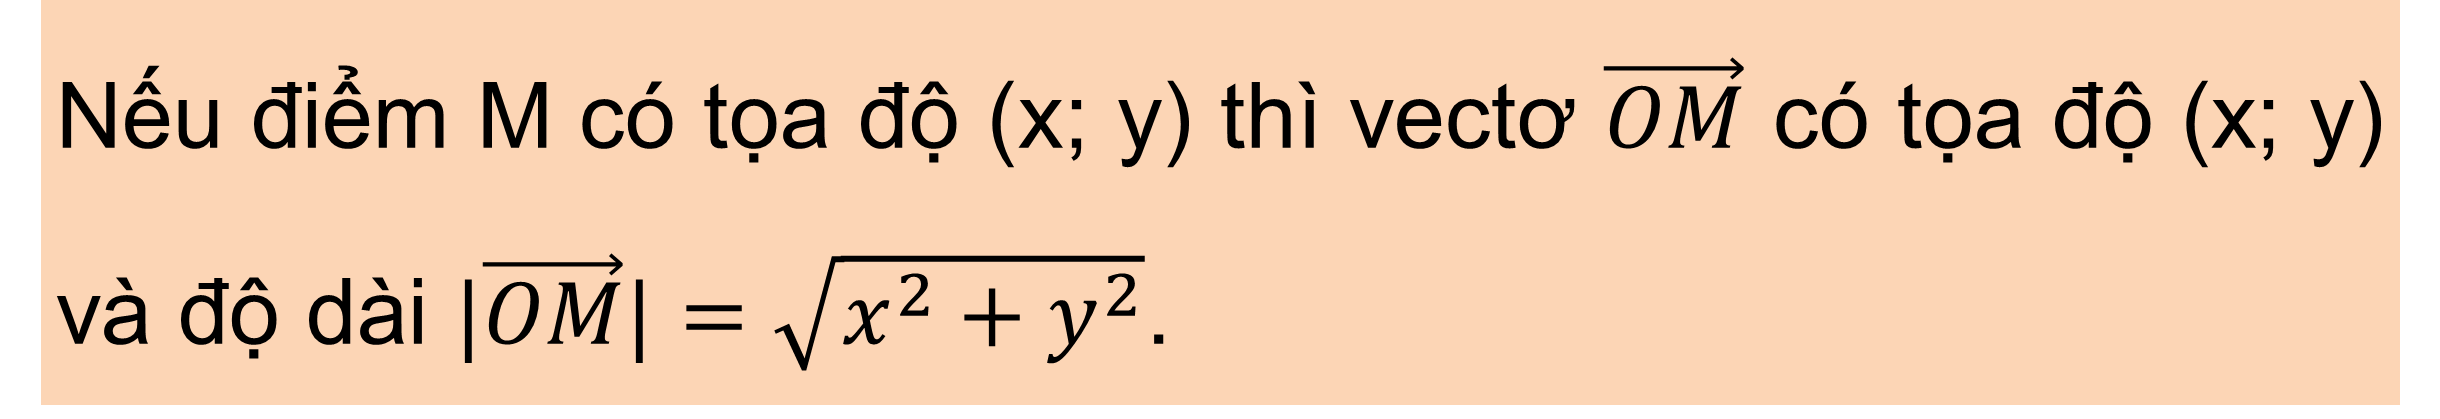 Nếu điểm M có tọa độ (x; y) thì vectơ $\overrightarrow{OM}$ có tọa độ (x; y)
và độ dài $|\overrightarrow{OM}| = \sqrt{x^2 + y^2}$.